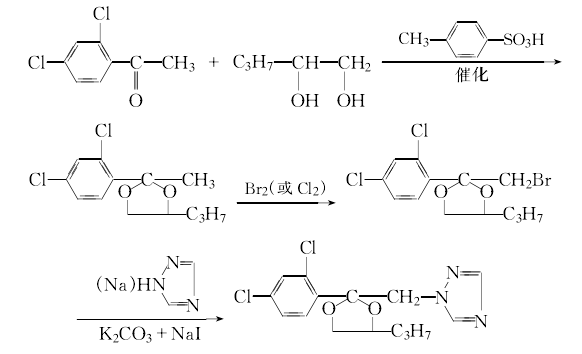 Cl
Cl
C—CH₃ + C₃H₇—CH—CH₂
O
OH OH
CH₃ SO₃H
催化
Cl
Cl
C—CH₃
O O
C₃H₇
Br₂(或 Cl₂)
Cl
Cl
C—CH₂Br
O O
C₃H₇
(Na)HN N N
K₂CO₃+NaI
Cl
Cl
C—CH₂—N N N
O O
C₃H₇